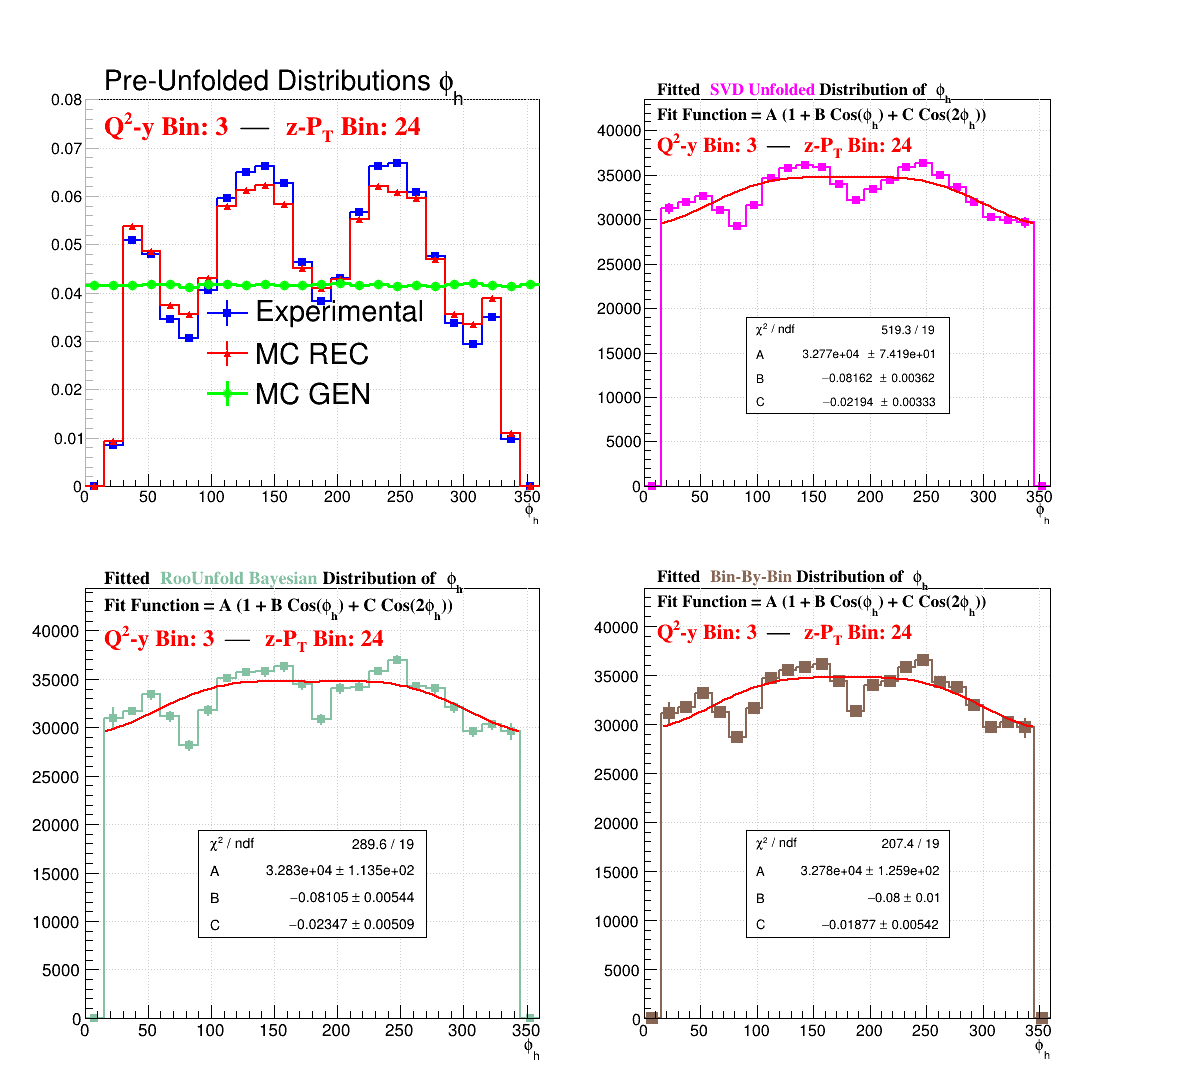 Pre-Unfolded Distributions ϕh
Q²-y Bin: 3 — z-PT Bin: 24
0.08
0.07
0.06
0.05
0.04
0.03
0.02
0.01
0
Experimental
MC REC
MC GEN
0 50 100 150 200 250 300 350
ϕh
Fitted SVD Unfolded Distribution of ϕh
Fit Function = A (1 + B Cos(ϕh) + C Cos(2ϕh))
Q²-y Bin: 3 — z-PT Bin: 24
40000
35000
30000
25000
20000
15000
10000
5000
0
χ² / ndf 519.3 / 19
A 3.277e+04 ± 7.419e+01
B −0.08162 ± 0.00362
C −0.02194 ± 0.00333
0 50 100 150 200 250 300 350
ϕh
Fitted RooUnfold Bayesian Distribution of ϕh
Fit Function = A (1 + B Cos(ϕh) + C Cos(2ϕh))
Q²-y Bin: 3 — z-PT Bin: 24
40000
35000
30000
25000
20000
15000
10000
5000
0
χ² / ndf 289.6 / 19
A 3.283e+04 ± 1.135e+02
B −0.08105 ± 0.00544
C −0.02347 ± 0.00509
0 50 100 150 200 250 300 350
ϕh
Fitted Bin-By-Bin Distribution of ϕh
Fit Function = A (1 + B Cos(ϕh) + C Cos(2ϕh))
Q²-y Bin: 3 — z-PT Bin: 24
40000
35000
30000
25000
20000
15000
10000
5000
0
χ² / ndf 207.4 / 19
A 3.278e+04 ± 1.259e+02
B −0.08 ± 0.01
C −0.01877 ± 0.00542
0 50 100 150 200 250 300 350
ϕh